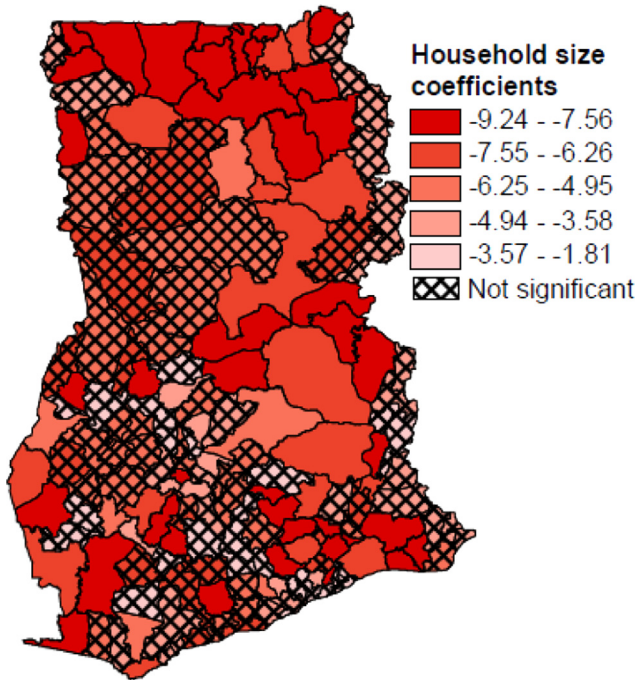 Household size
coefficients
-9.24 - -7.56
-7.55 - -6.26
-6.25 - -4.95
-4.94 - -3.58
-3.57 - -1.81
Not significant